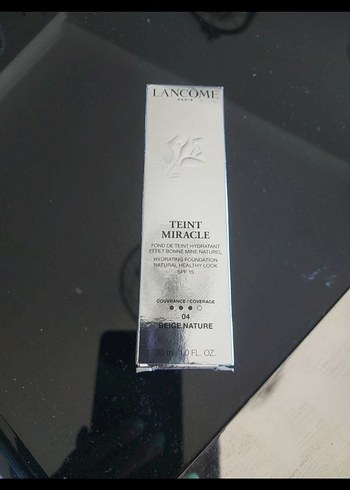 LANCÔME
PARIS
TEINT
MIRACLE
FOND DE TEINT HYDRATANT
EFFET BONNE MINE NATUREL
HYDRATING FOUNDATION
NATURAL HEALTHY LOOK
SPF 15
COUVRANCE / COVERAGE
04
BEIGE NATURE
30 ml 1.0 FL. OZ.